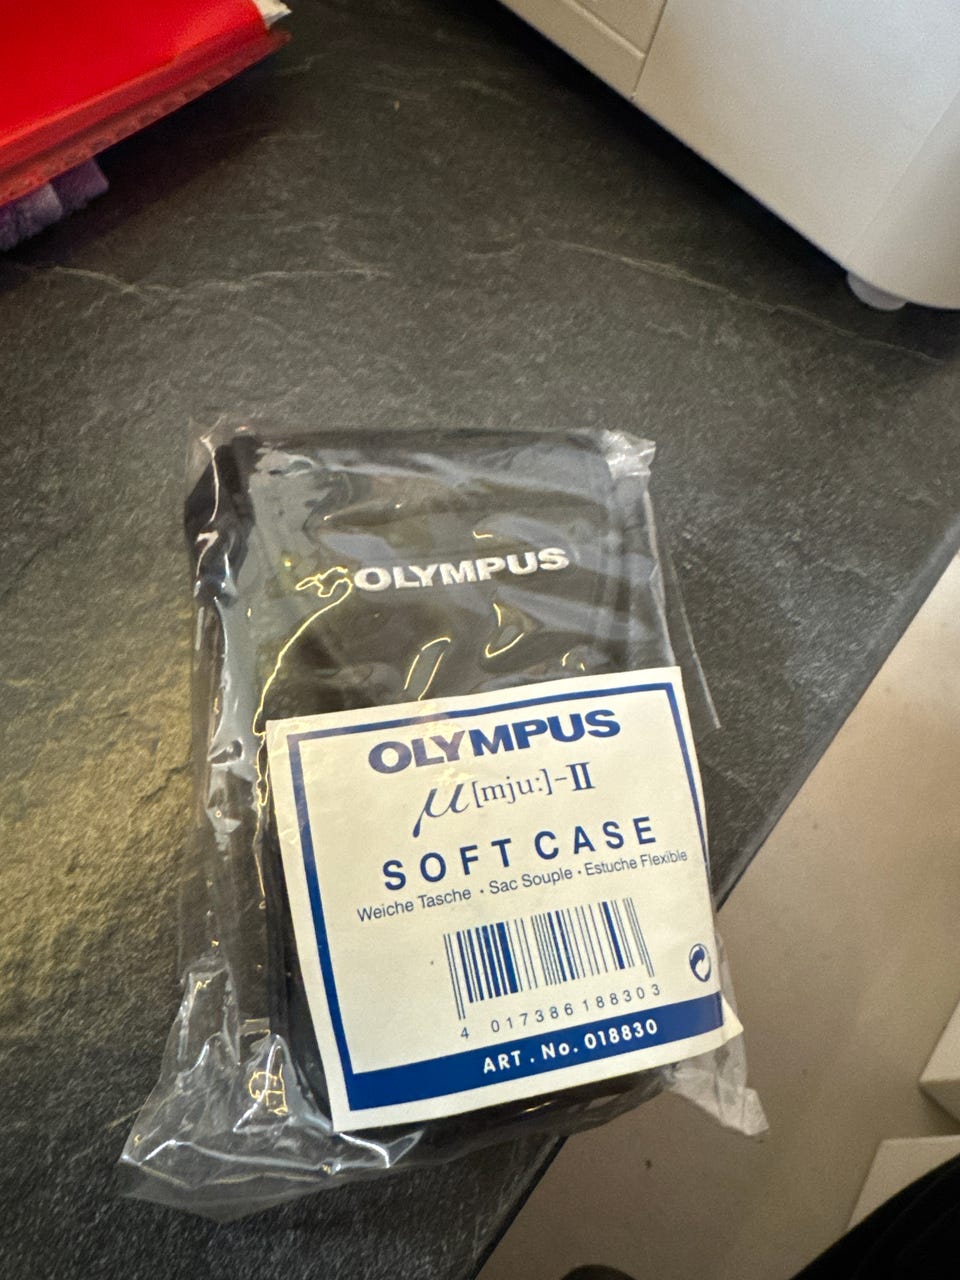 OLYMPUS
OLYMPUS
µ[mju:]-II
SOFT CASE
Weiche Tasche · Sac Souple · Estuche Flexible
4 017386 188303
ART. No. 018830